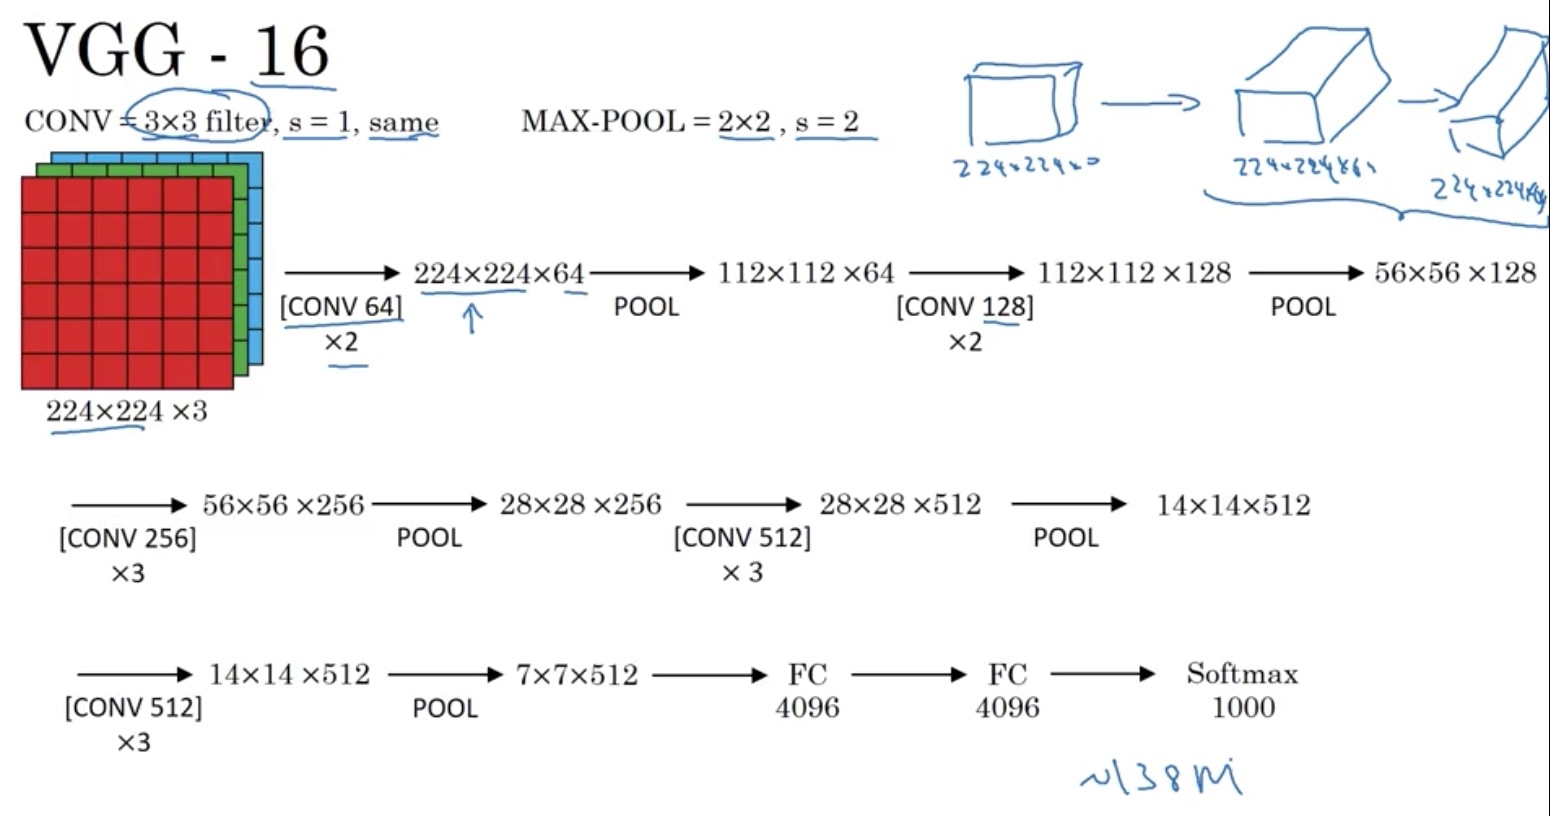 VGG - 16
CONV = 3×3 filter, s = 1, same
MAX-POOL = 2×2 , s = 2
224×224×3
224×224×64
224×224×64
224×224 ×3
[CONV 64]
×2
224×224×64
POOL
112×112 ×64
[CONV 128]
×2
112×112 ×128
POOL
56×56 ×128
[CONV 256]
×3
56×56 ×256
POOL
28×28 ×256
[CONV 512]
× 3
28×28 ×512
POOL
14×14×512
[CONV 512]
×3
14×14 ×512
POOL
7×7×512
FC
4096
FC
4096
Softmax
1000
~138M